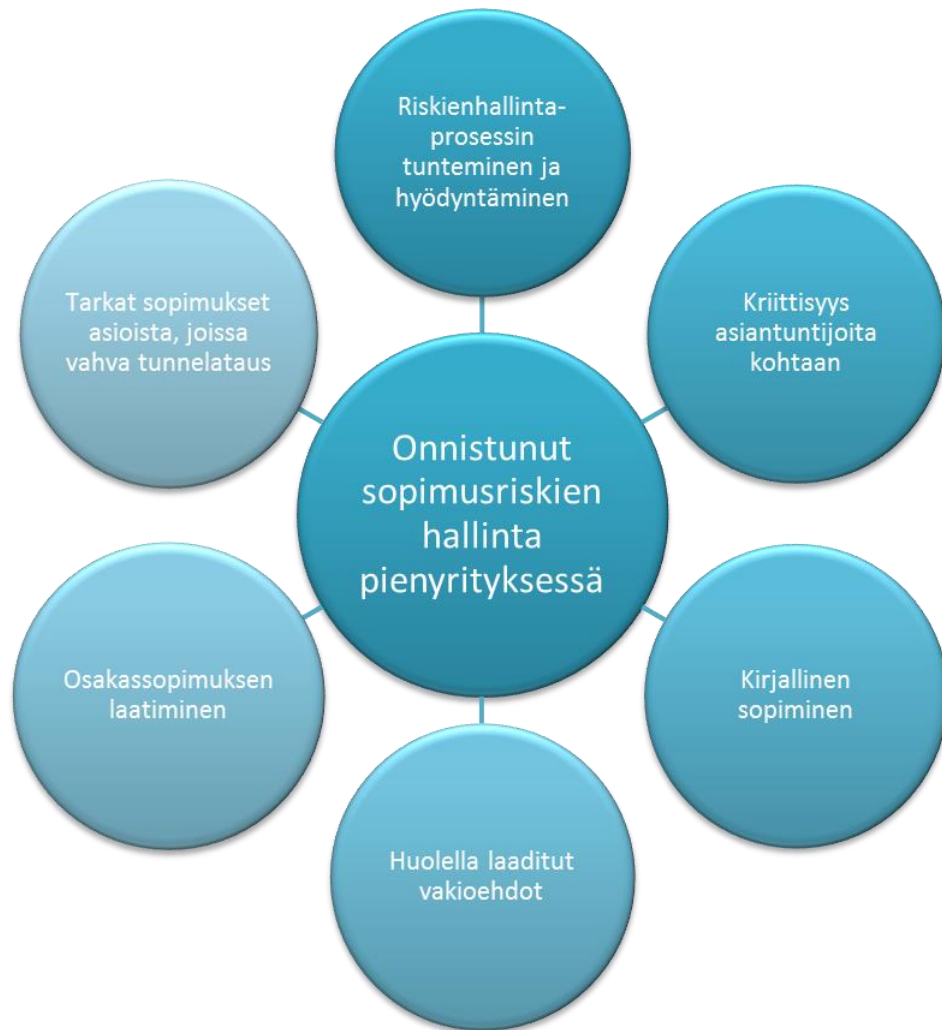 Riskienhallinta-
prosessin
tunteminen ja
hyödyntäminen
Kriittisyys
asiantuntijoita
kohtaan
Kirjallinen
sopiminen
Huolella laaditut
vakioehdot
Osakassopimuksen
laatiminen
Tarkat sopimukset
asioista, joissa
vahva tunnelataus
Onnistunut
sopimusriskien
hallinta
pienyrityksessä